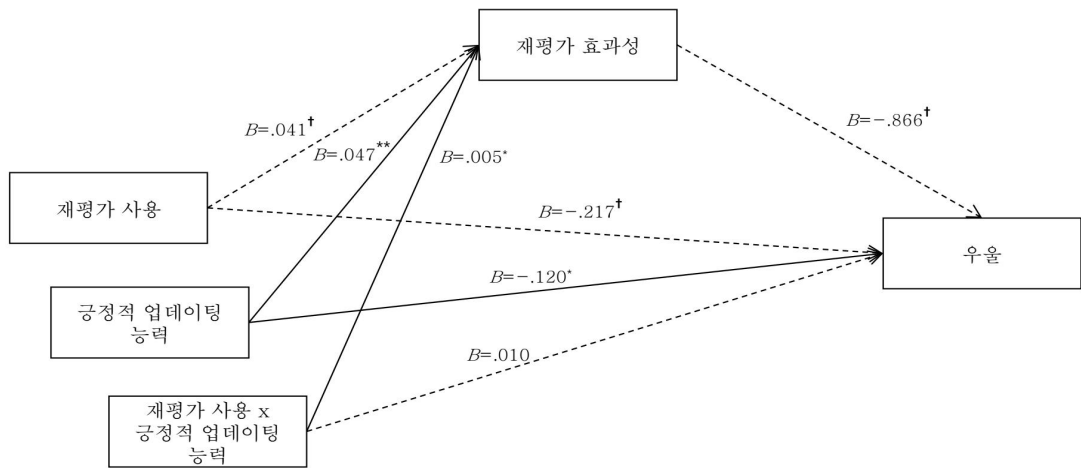 재평가 효과성
B=.041†
B=.047**
B=.005*
B=-.866†
재평가 사용
B=-.217†
우울
B=-.120*
긍정적 업데이팅
능력
B=.010
재평가 사용 x
긍정적 업데이팅
능력